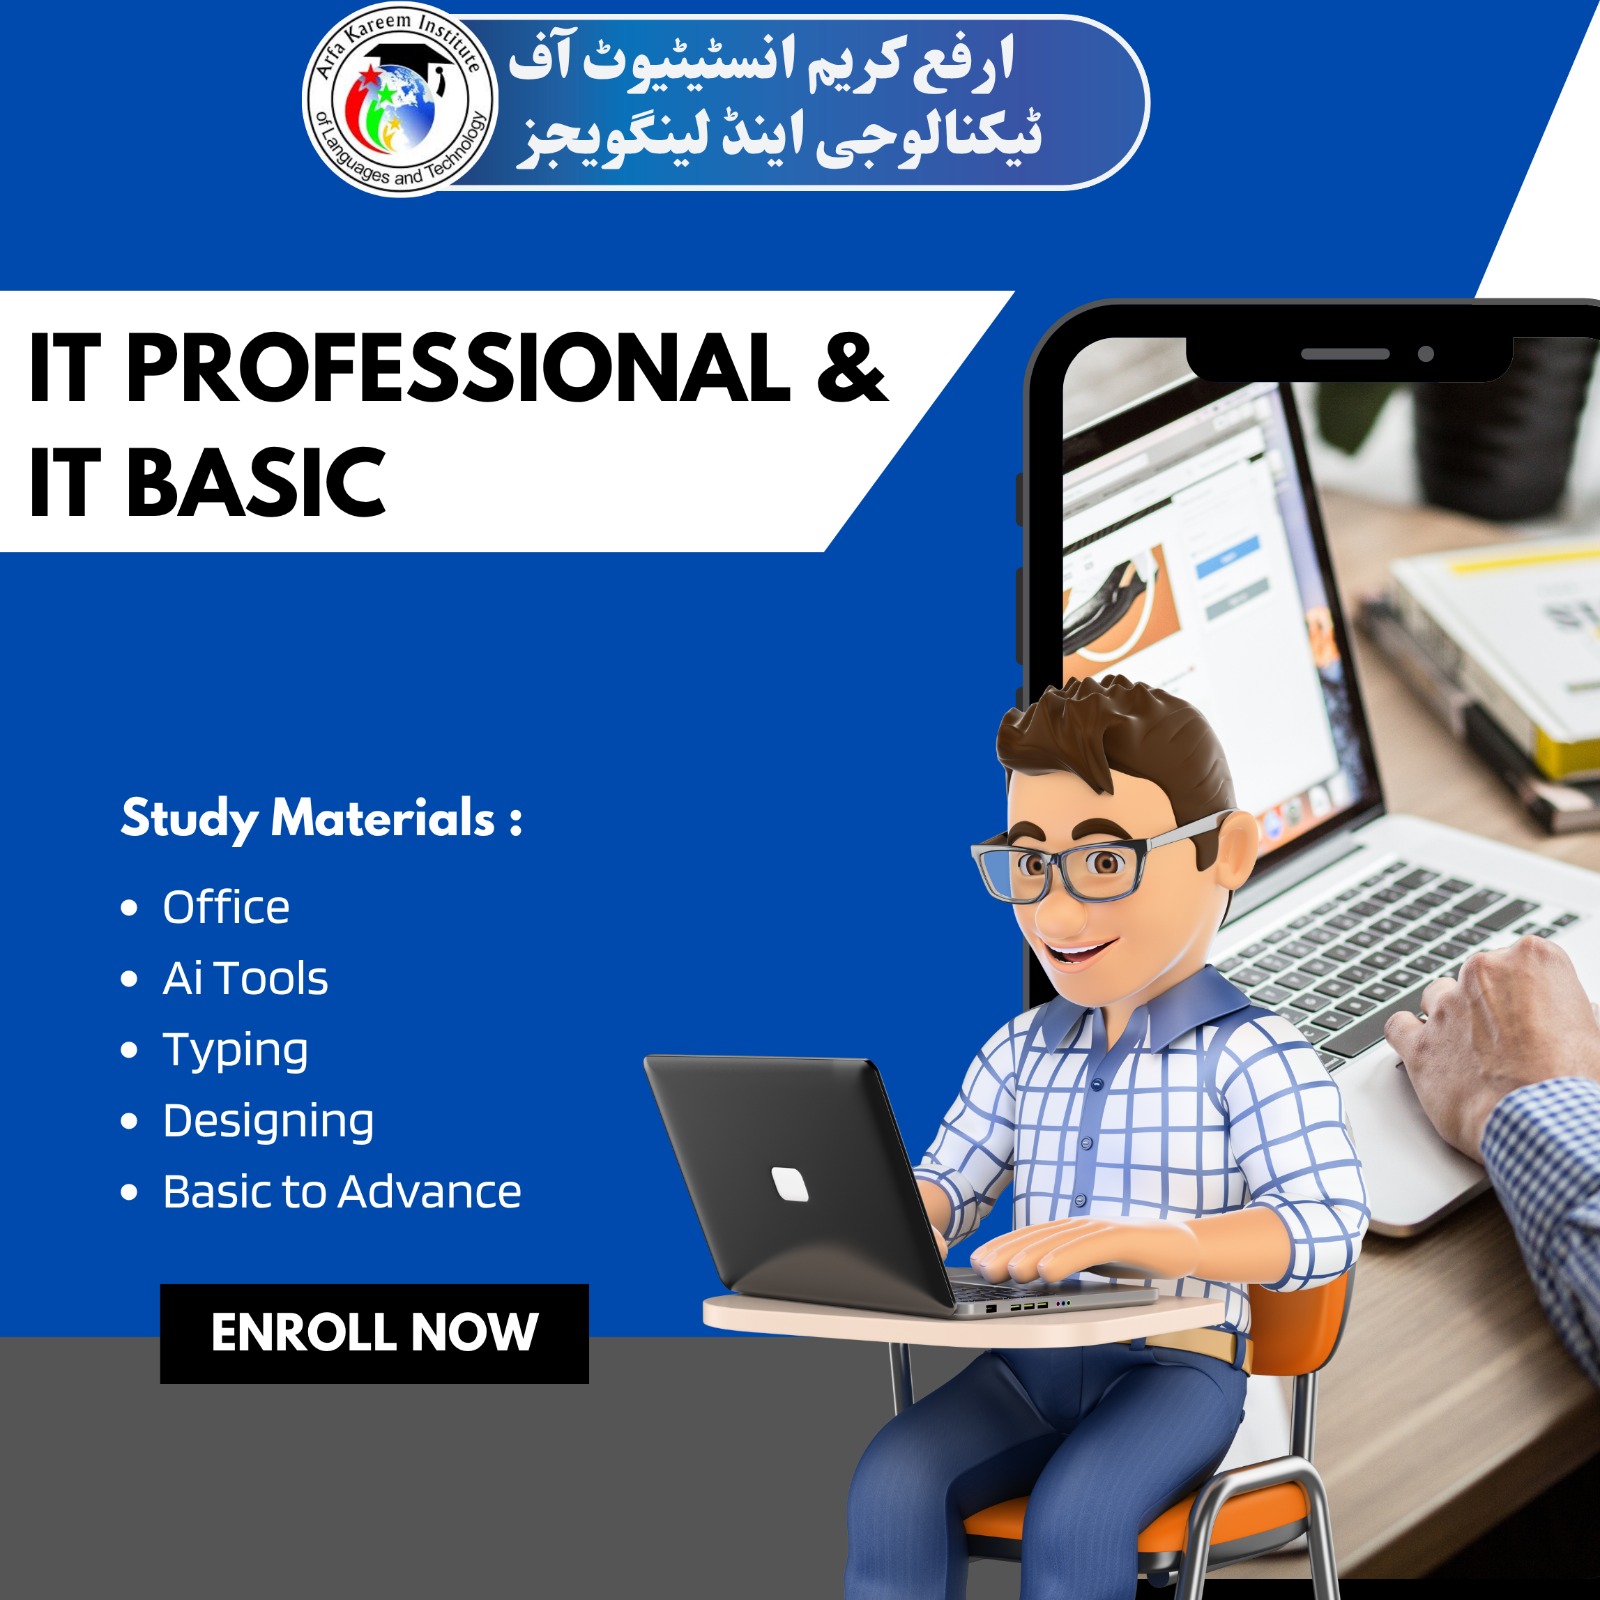 Arfa Kareem Institute
of Languages and Technology
ارفع کریم انسٹیٹیوٹ آف
ٹیکنالوجی اینڈ لینگویجز
IT PROFESSIONAL &
IT BASIC
Study Materials :
• Office
• Ai Tools
• Typing
• Designing
• Basic to Advance
ENROLL NOW